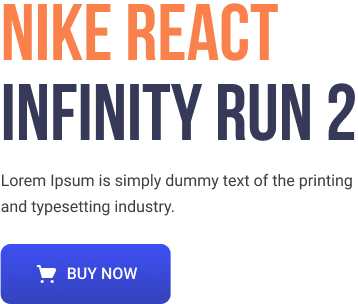 NIKE REACT
INFINITY RUN 2
Lorem Ipsum is simply dummy text of the printing
and typesetting industry.
BUY NOW